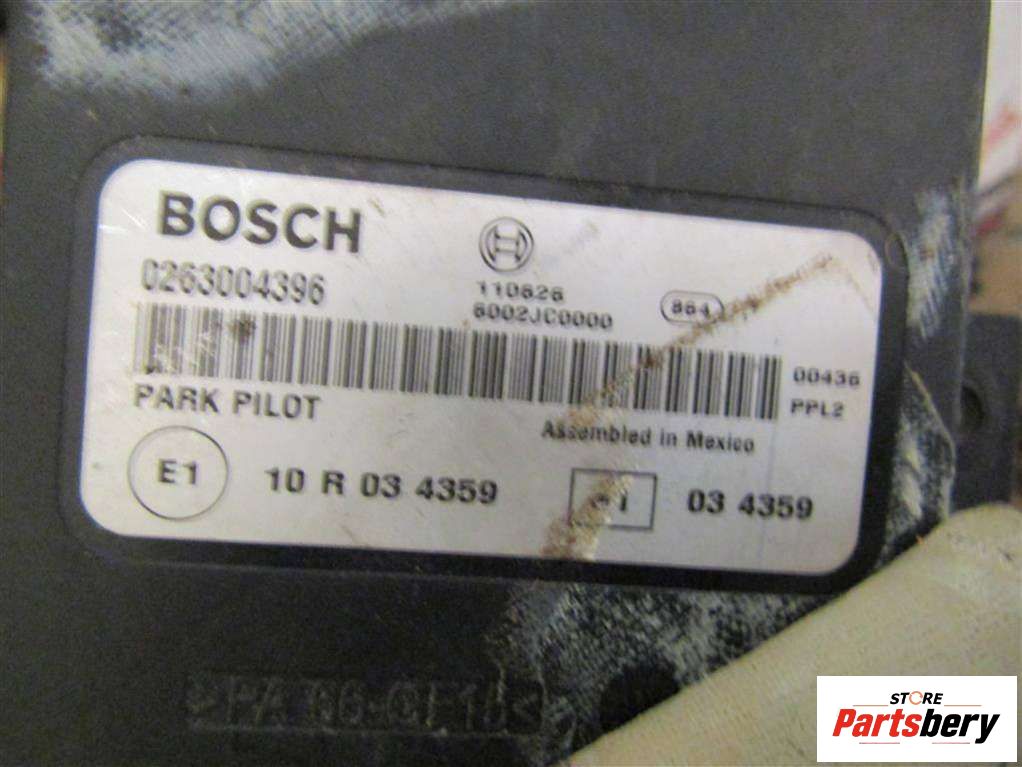 BOSCH
0263004396
110626
6002JC0000
864
00436
PPL2
PARK PILOT
Assembled in Mexico
E1
10 R 03 4359
03 4359
STORE
Partsbery